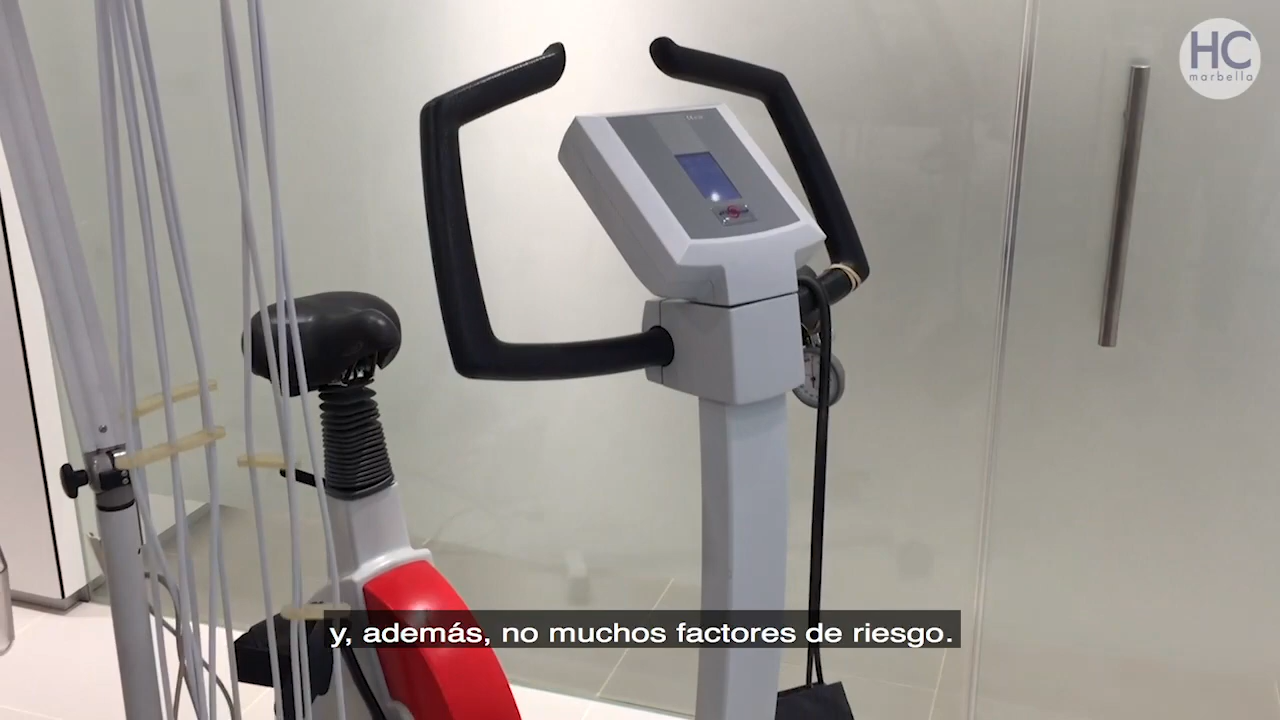 HC
marbella
y, además, no muchos factores de riesgo.